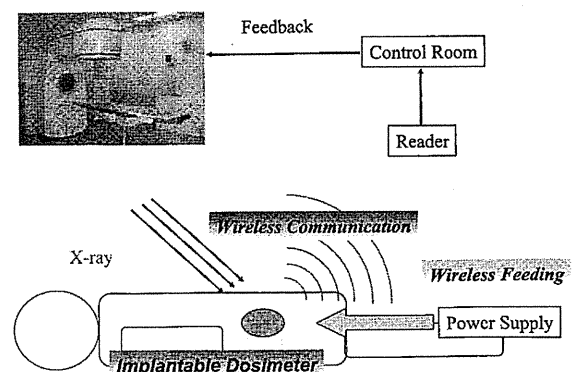 Feedback
Control Room
Reader
Wireless Communication
X-ray
Wireless Feeding
Power Supply
Implantable Dosimeter